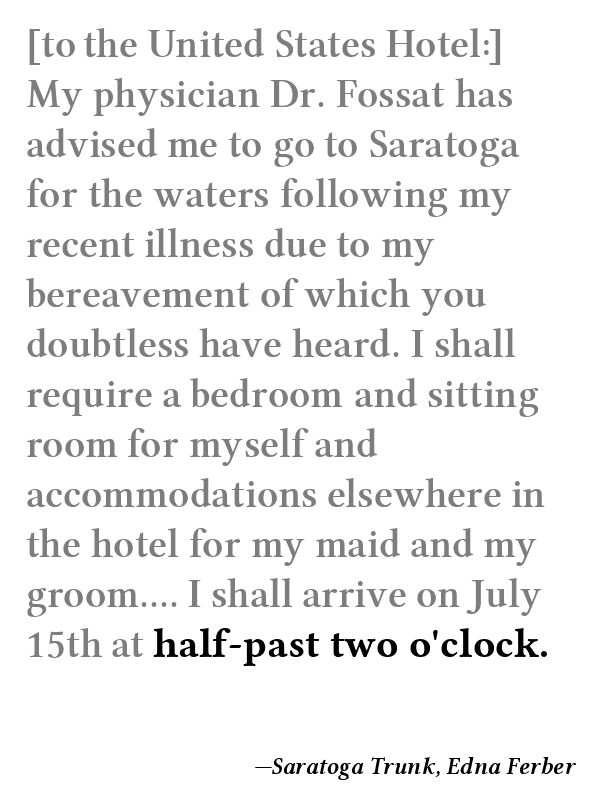 [to the United States Hotel:]
My physician Dr. Fossat has
advised me to go to Saratoga
for the waters following my
recent illness due to my
bereavement of which you
doubtless have heard. I shall
require a bedroom and sitting
room for myself and
accommodations elsewhere in
the hotel for my maid and my
groom.... I shall arrive on July
15th at half-past two o'clock.
—Saratoga Trunk, Edna Ferber